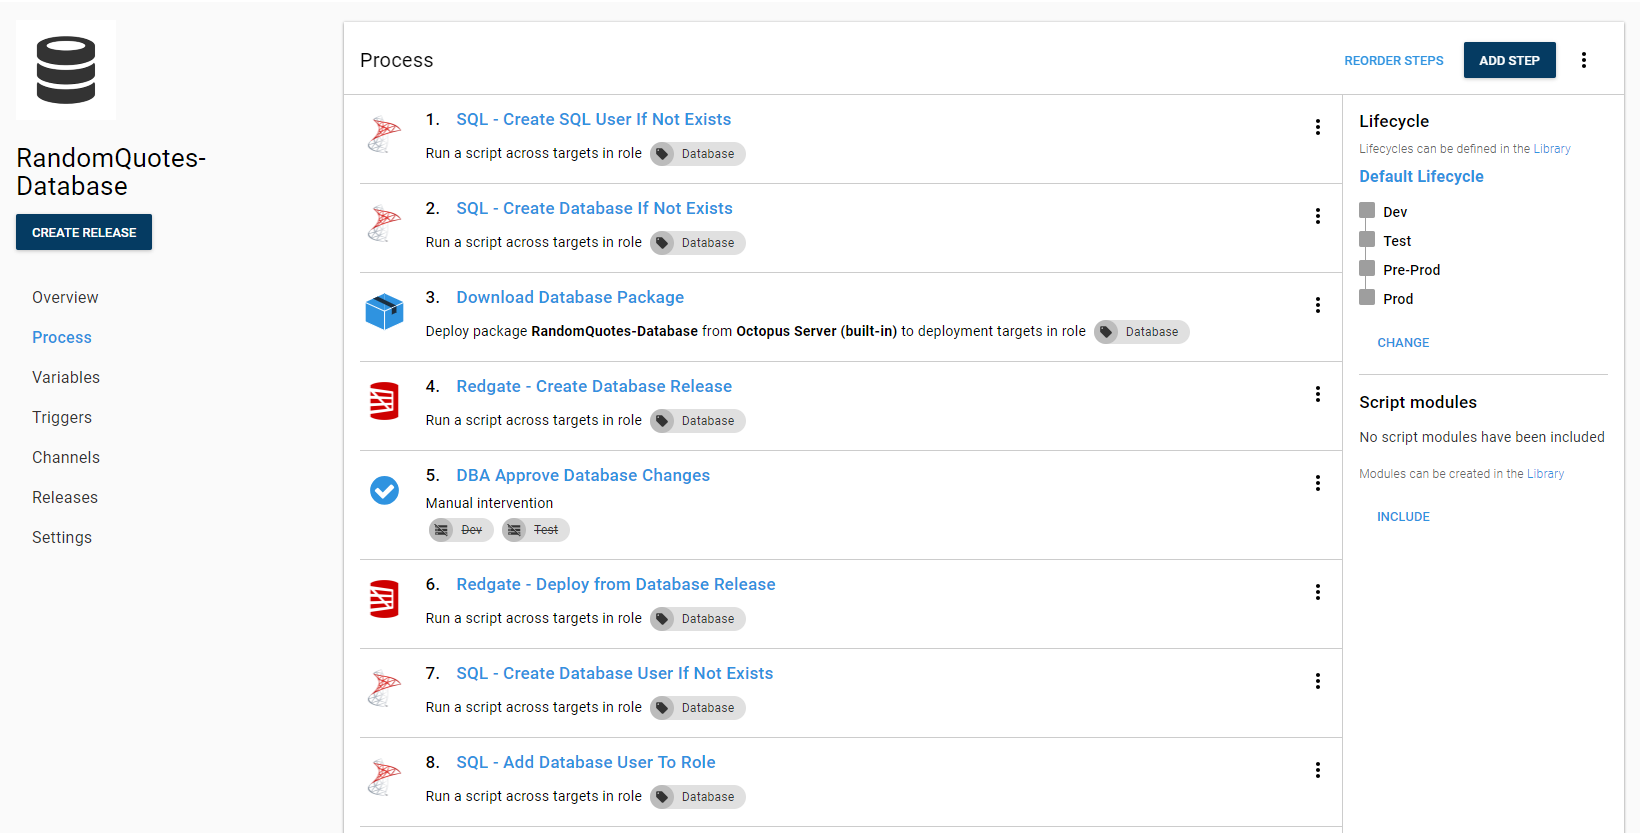 RandomQuotes-
Database
CREATE RELEASE
Overview
Process
Variables
Triggers
Channels
Releases
Settings
Process
REORDER STEPS
ADD STEP
1. SQL - Create SQL User If Not Exists
Run a script across targets in role Database
2. SQL - Create Database If Not Exists
Run a script across targets in role Database
3. Download Database Package
Deploy package RandomQuotes-Database from Octopus Server (built-in) to deployment targets in role Database
4. Redgate - Create Database Release
Run a script across targets in role Database
5. DBA Approve Database Changes
Manual intervention
Dev Test
6. Redgate - Deploy from Database Release
Run a script across targets in role Database
7. SQL - Create Database User If Not Exists
Run a script across targets in role Database
8. SQL - Add Database User To Role
Run a script across targets in role Database
Lifecycle
Lifecycles can be defined in the Library
Default Lifecycle
Dev
Test
Pre-Prod
Prod
CHANGE
Script modules
No script modules have been included
Modules can be created in the Library
INCLUDE